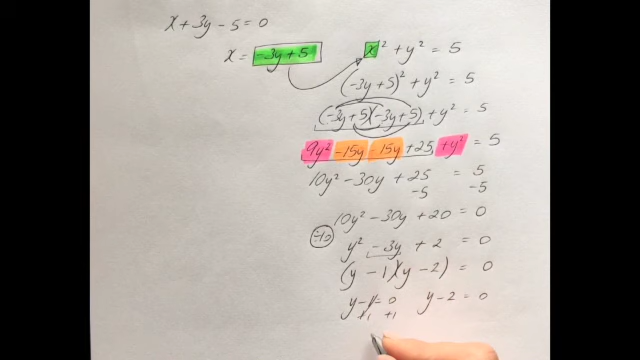 x + 3y - 5 = 0
x = -3y + 5 x² + y² = 5
(-3y + 5)² + y² = 5
(-3y + 5)(-3y + 5) + y² = 5
9y² - 15y - 15y + 25 + y² = 5
10y² - 30y + 25 = 5
-5 -5
10y² - 30y + 20 = 0
÷10
y² - 3y + 2 = 0
(y - 1)(y - 2) = 0
y - 1 = 0 y - 2 = 0
+1 +1